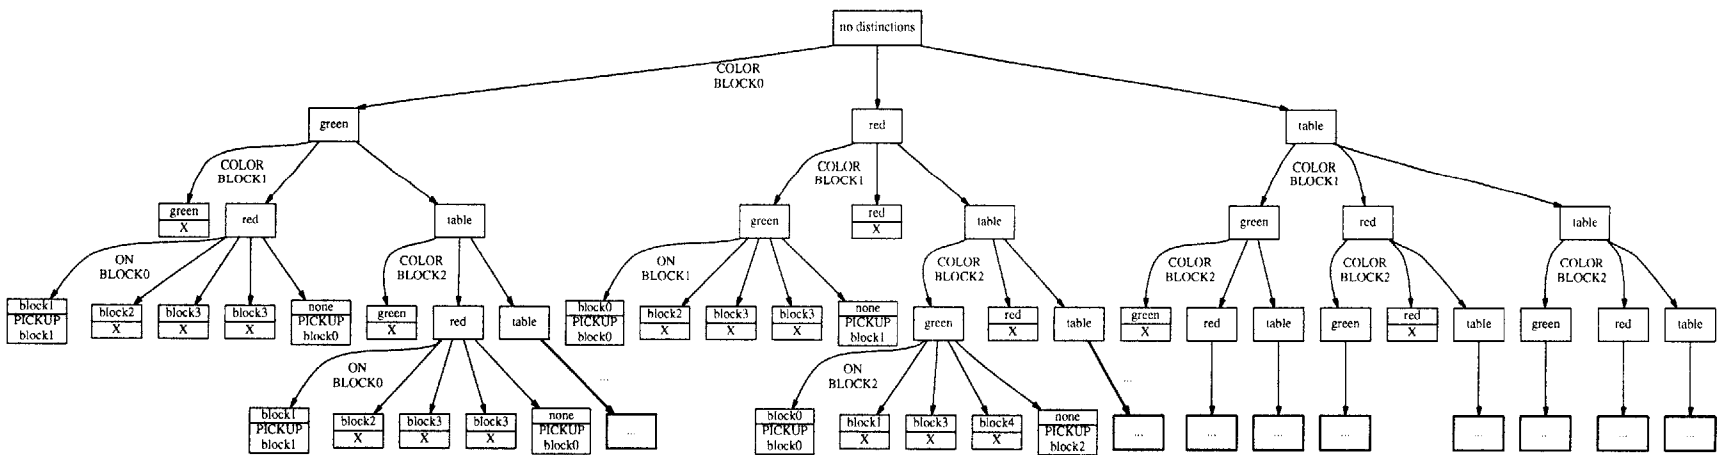 no distinctions
COLOR
BLOCK0
green
red
table
COLOR
BLOCK1
COLOR
BLOCK1
COLOR
BLOCK1
green
X
red
table
green
red
X
table
green
red
table
ON
BLOCK0
COLOR
BLOCK2
ON
BLOCK1
COLOR
BLOCK2
COLOR
BLOCK2
COLOR
BLOCK2
COLOR
BLOCK2
block1
PICKUP
block1
block2
X
block3
X
block3
X
none
PICKUP
block0
green
X
red
table
block0
PICKUP
block0
block2
X
block3
X
block3
X
none
PICKUP
block1
green
red
X
table
green
X
red
table
green
red
X
table
green
red
table
ON
BLOCK0
...
ON
BLOCK2
...
block1
PICKUP
block1
block2
X
block3
X
block3
X
none
PICKUP
block0
...
block0
PICKUP
block0
block1
X
block3
X
block4
X
none
PICKUP
block2
...
...
...
...
...
..
...
...